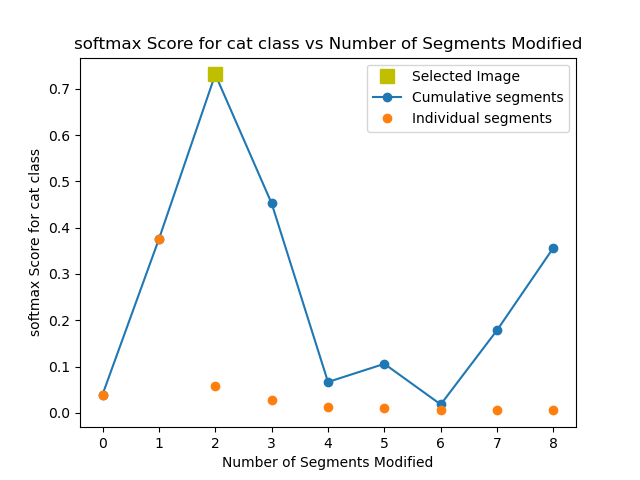 softmax Score for cat class vs Number of Segments Modified
Selected Image
Cumulative segments
Individual segments
softmax Score for cat class
0.7
0.6
0.5
0.4
0.3
0.2
0.1
0.0
0 1 2 3 4 5 6 7 8
Number of Segments Modified